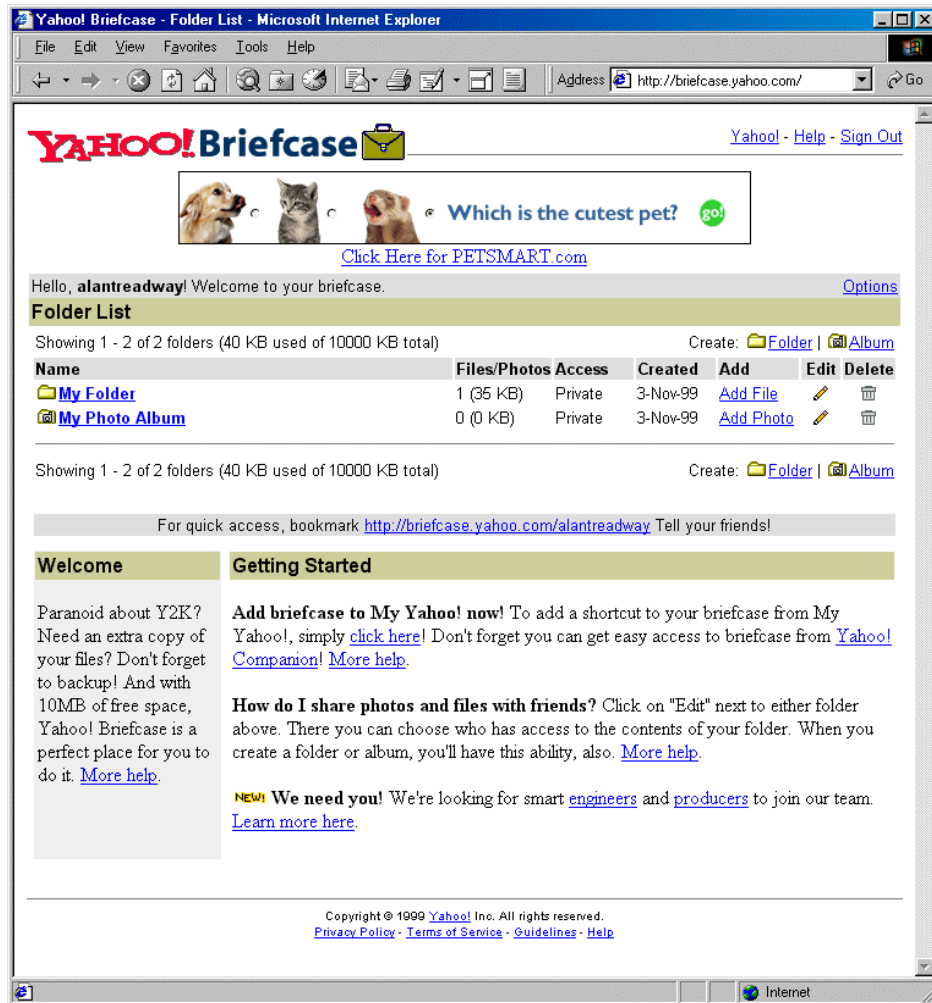 Yahoo! Briefcase - Folder List - Microsoft Internet Explorer
File Edit View Favorites Tools Help
Address http://briefcase.yahoo.com/ Go
YAHOO! Briefcase
Yahoo! - Help - Sign Out
Which is the cutest pet? go!
Click Here for PETSMART.com
Hello, alantreadway! Welcome to your briefcase. Options
Folder List
Showing 1 - 2 of 2 folders (40 KB used of 10000 KB total) Create: Folder | Album
Name Files/Photos Access Created Add Edit Delete
My Folder 1 (35 KB) Private 3-Nov-99 Add File
My Photo Album 0 (0 KB) Private 3-Nov-99 Add Photo
Showing 1 - 2 of 2 folders (40 KB used of 10000 KB total) Create: Folder | Album
For quick access, bookmark http://briefcase.yahoo.com/alantreadway Tell your friends!
Welcome
Paranoid about Y2K?
Need an extra copy of
your files? Don't forget
to backup! And with
10MB of free space,
Yahoo! Briefcase is a
perfect place for you to
do it. More help.
Getting Started
Add briefcase to My Yahoo! now! To add a shortcut to your briefcase from My
Yahoo!, simply click here! Don't forget you can get easy access to briefcase from Yahoo!
Companion! More help.
How do I share photos and files with friends? Click on "Edit" next to either folder
above. There you can choose who has access to the contents of your folder. When you
create a folder or album, you'll have this ability, also. More help.
NEW! We need you! We're looking for smart engineers and producers to join our team.
Learn more here.
Copyright © 1999 Yahoo! Inc. All rights reserved.
Privacy Policy - Terms of Service - Guidelines - Help
Internet